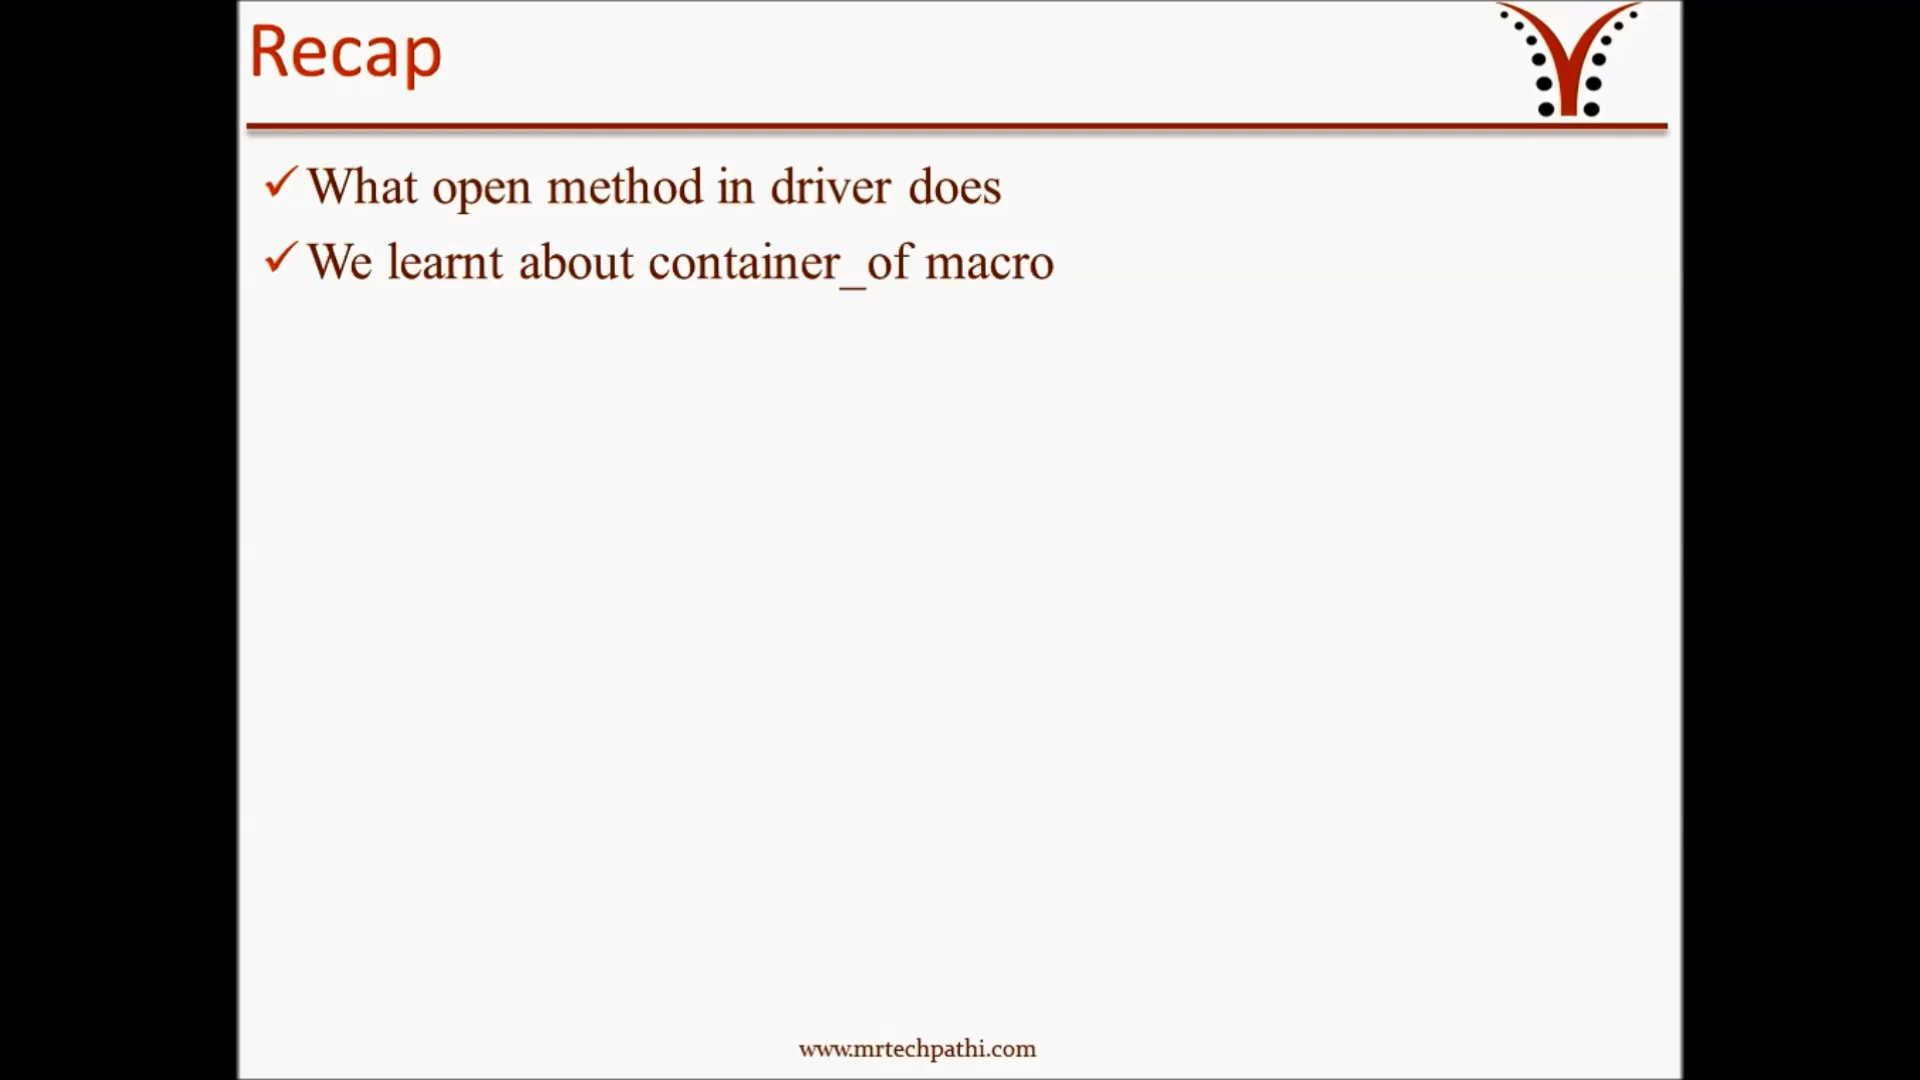 Recap
✓What open method in driver does
✓We learnt about container_of macro
www.mrtechpathi.com